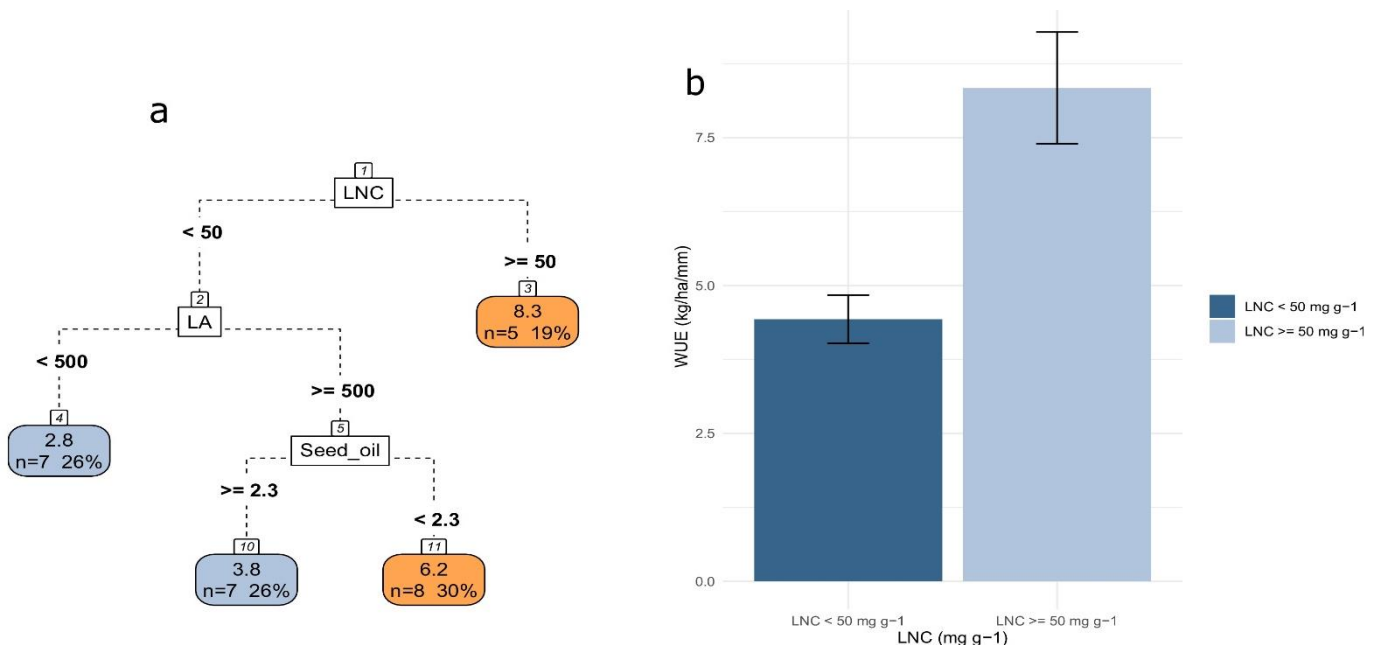 a
1
LNC
< 50
>= 50
2
LA
3
8.3
n=5 19%
< 500
>= 500
4
2.8
n=7 26%
5
Seed_oil
>= 2.3
< 2.3
10
3.8
n=7 26%
11
6.2
n=8 30%
b
WUE (kg/ha/mm)
7.5
5.0
2.5
0.0
LNC < 50 mg g−1
LNC >= 50 mg g−1
LNC (mg g−1)
LNC < 50 mg g−1
LNC >= 50 mg g−1